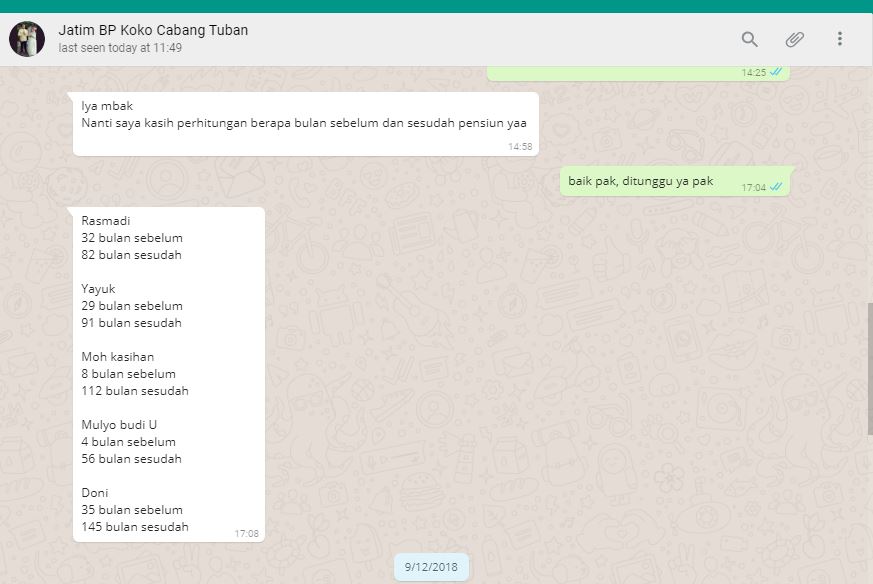 Jatim BP Koko Cabang Tuban
last seen today at 11:49
14:25
Iya mbak
Nanti saya kasih perhitungan berapa bulan sebelum dan sesudah pensiun yaa
14:58
baik pak, ditunggu ya pak
17:04
Rasmadi
32 bulan sebelum
82 bulan sesudah
Yayuk
29 bulan sebelum
91 bulan sesudah
Moh kasihan
8 bulan sebelum
112 bulan sesudah
Mulyo budi U
4 bulan sebelum
56 bulan sesudah
Doni
35 bulan sebelum
145 bulan sesudah
17:08
9/12/2018